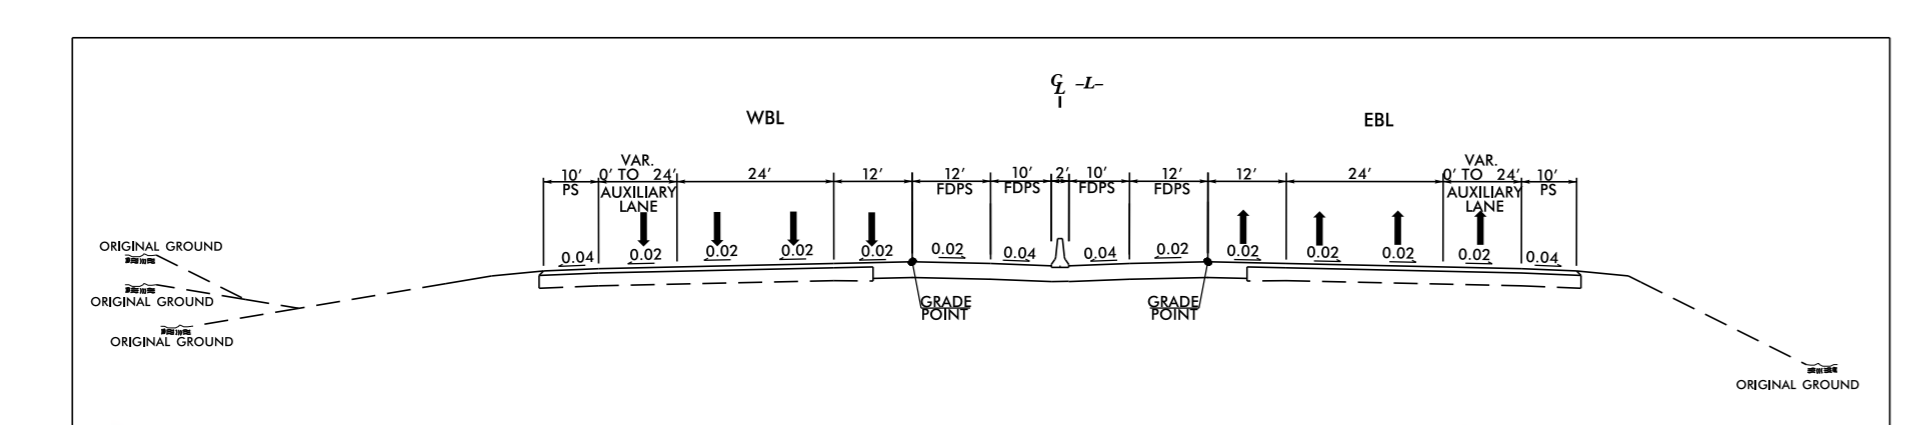 ℄ -L-
WBL
EBL
10' PS
VAR. 0' TO 24' AUXILIARY LANE
24'
12'
12' FDPS
10' FDPS
2'
10' FDPS
12' FDPS
12'
24'
VAR. 0' TO 24' AUXILIARY LANE
10' PS
0.04
0.02
0.02
0.02
0.02
0.02
0.04
0.04
0.02
0.02
0.02
0.02
0.02
0.04
ORIGINAL GROUND
ORIGINAL GROUND
ORIGINAL GROUND
GRADE POINT
GRADE POINT
ORIGINAL GROUND